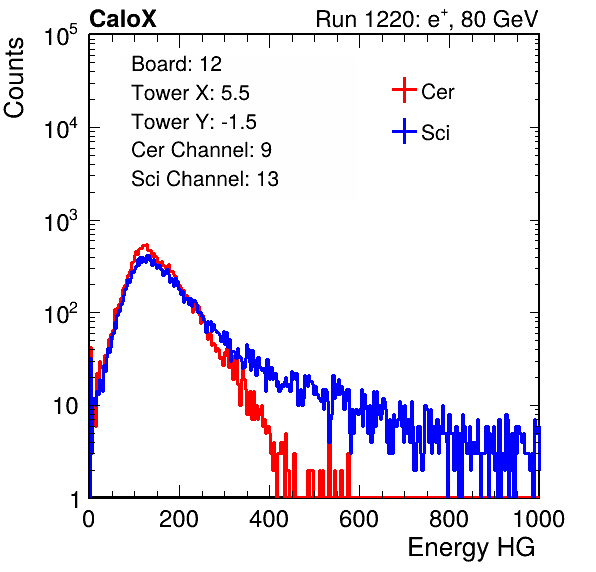 CaloX Run 1220: e⁺, 80 GeV
Counts
Board: 12
Tower X: 5.5
Tower Y: -1.5
Cer Channel: 9
Sci Channel: 13
Cer
Sci
10⁵
10⁴
10³
10²
10
1
0 200 400 600 800 1000
Energy HG